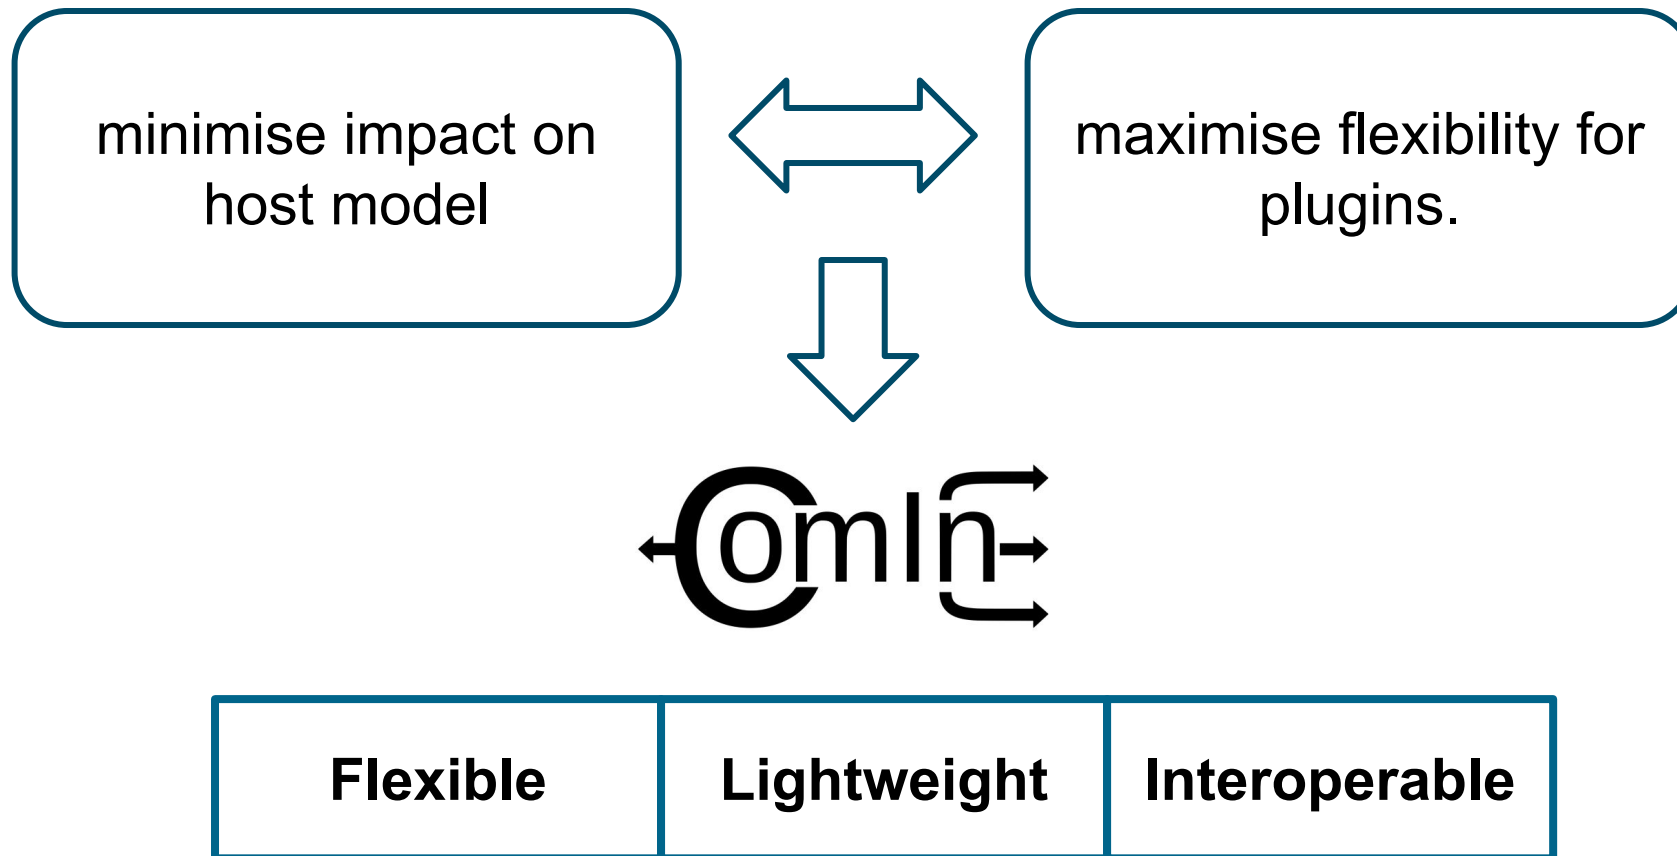 minimise impact on
host model
maximise flexibility for
plugins.
ComIn
Flexible
Lightweight
Interoperable